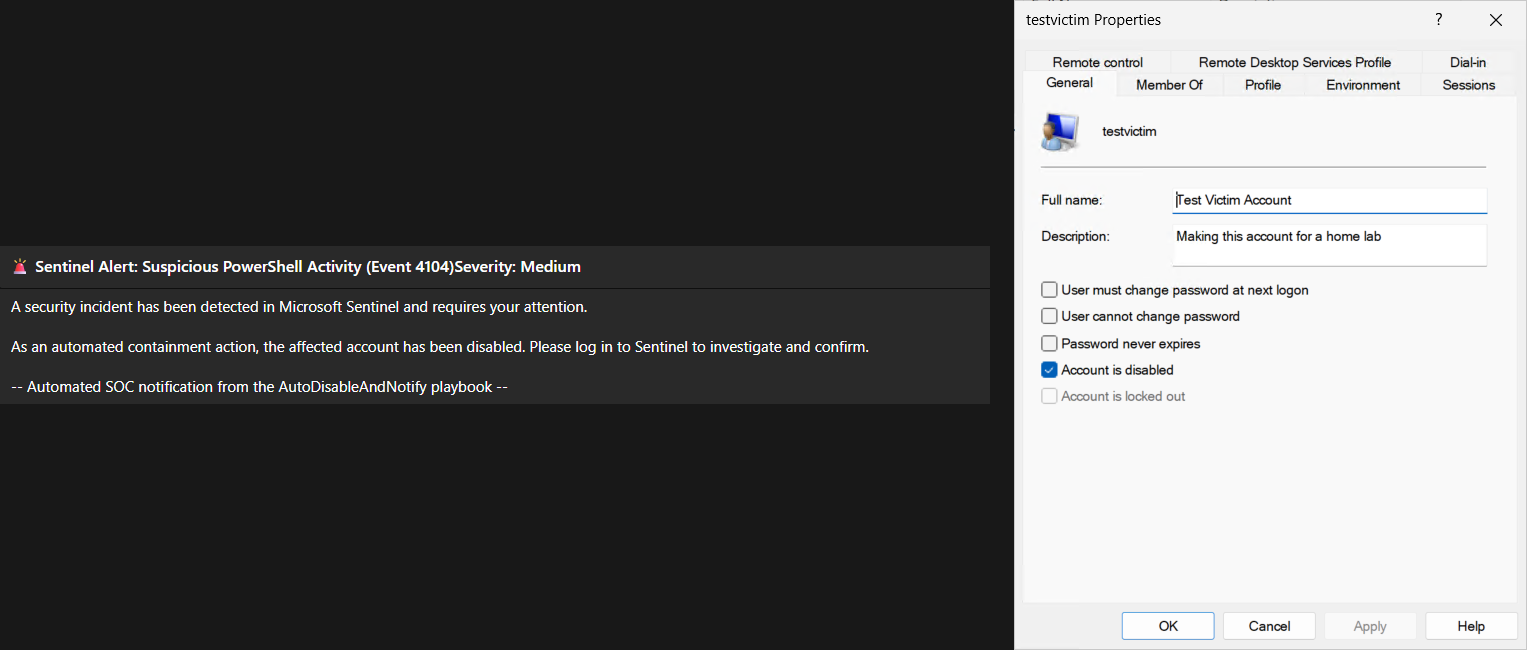 🚨 Sentinel Alert: Suspicious PowerShell Activity (Event 4104)Severity: Medium
A security incident has been detected in Microsoft Sentinel and requires your attention.
As an automated containment action, the affected account has been disabled. Please log in to Sentinel to investigate and confirm.
-- Automated SOC notification from the AutoDisableAndNotify playbook --
testvictim Properties
?
Remote control
Remote Desktop Services Profile
Dial-in
General
Member Of
Profile
Environment
Sessions
testvictim
Full name:
Test Victim Account
Description:
Making this account for a home lab
User must change password at next logon
User cannot change password
Password never expires
Account is disabled
Account is locked out
OK
Cancel
Apply
Help